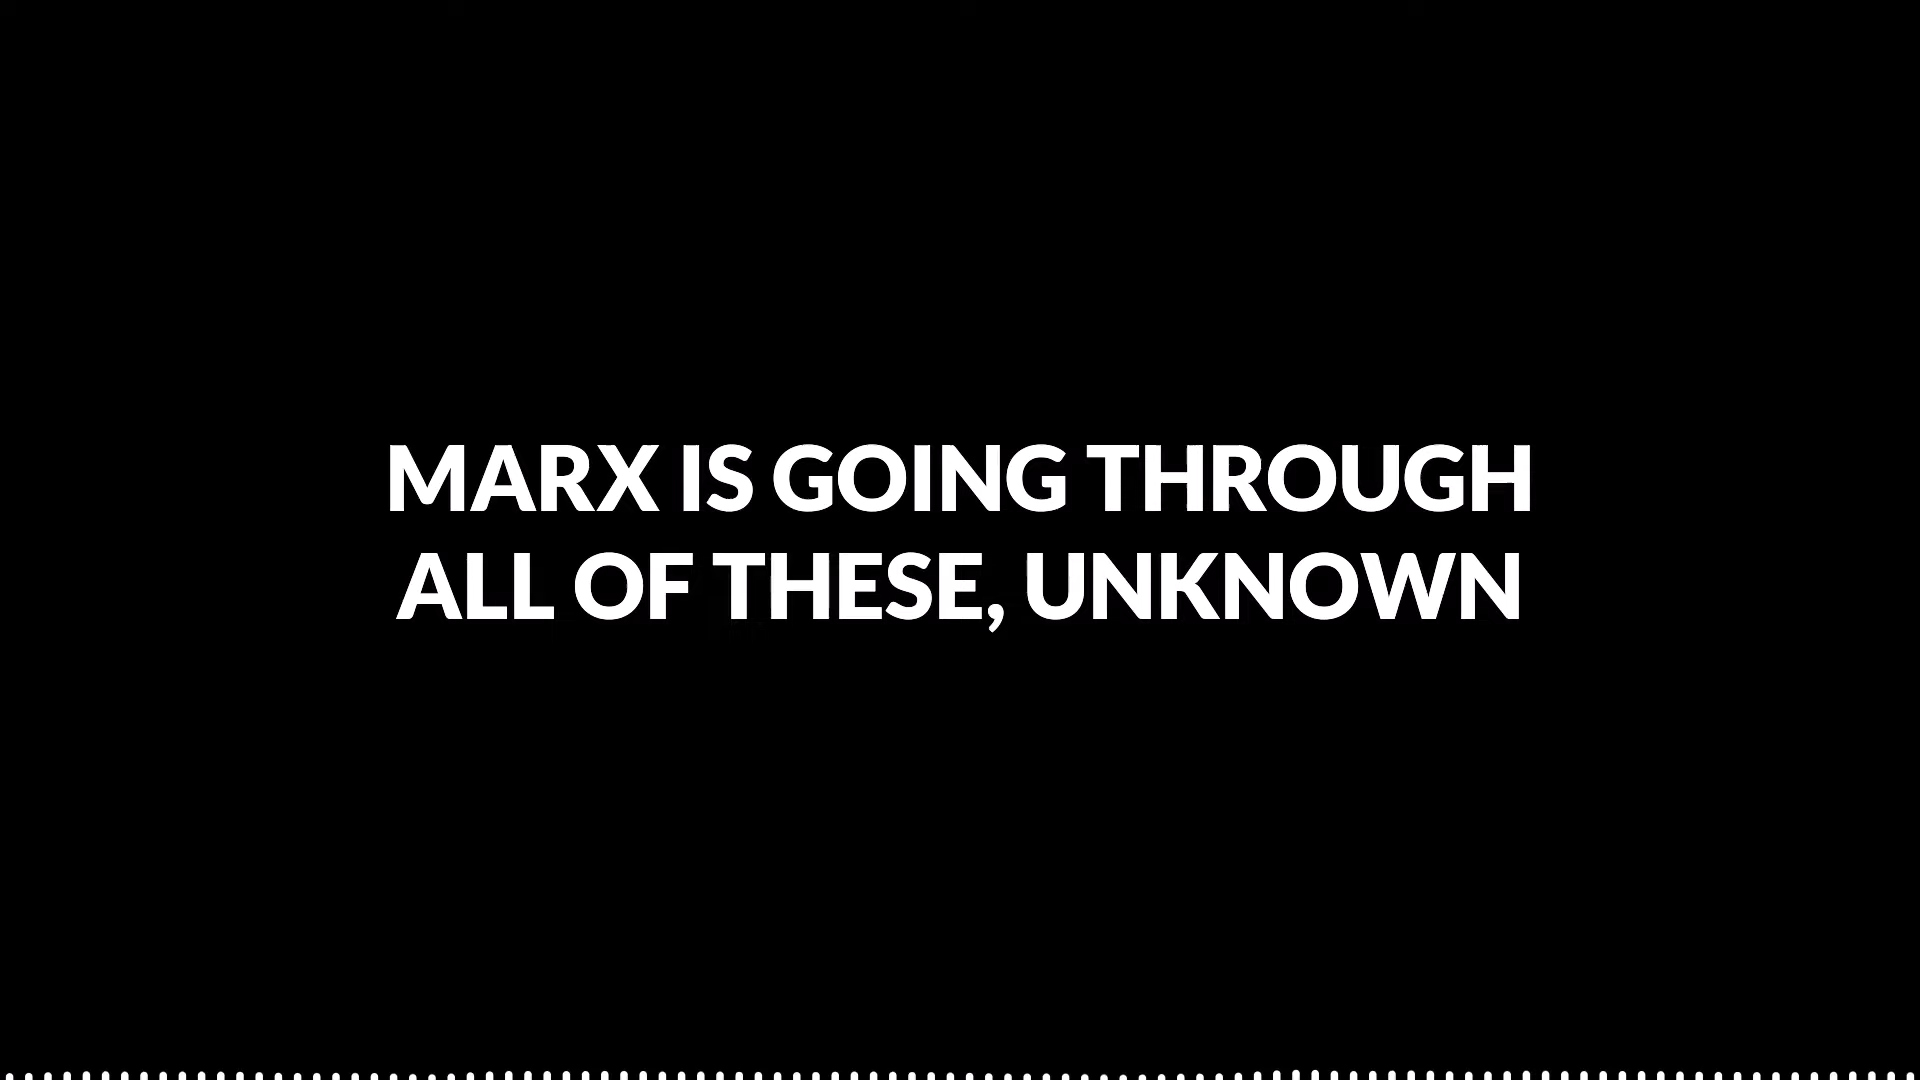 MARX IS GOING THROUGH
ALL OF THESE, UNKNOWN